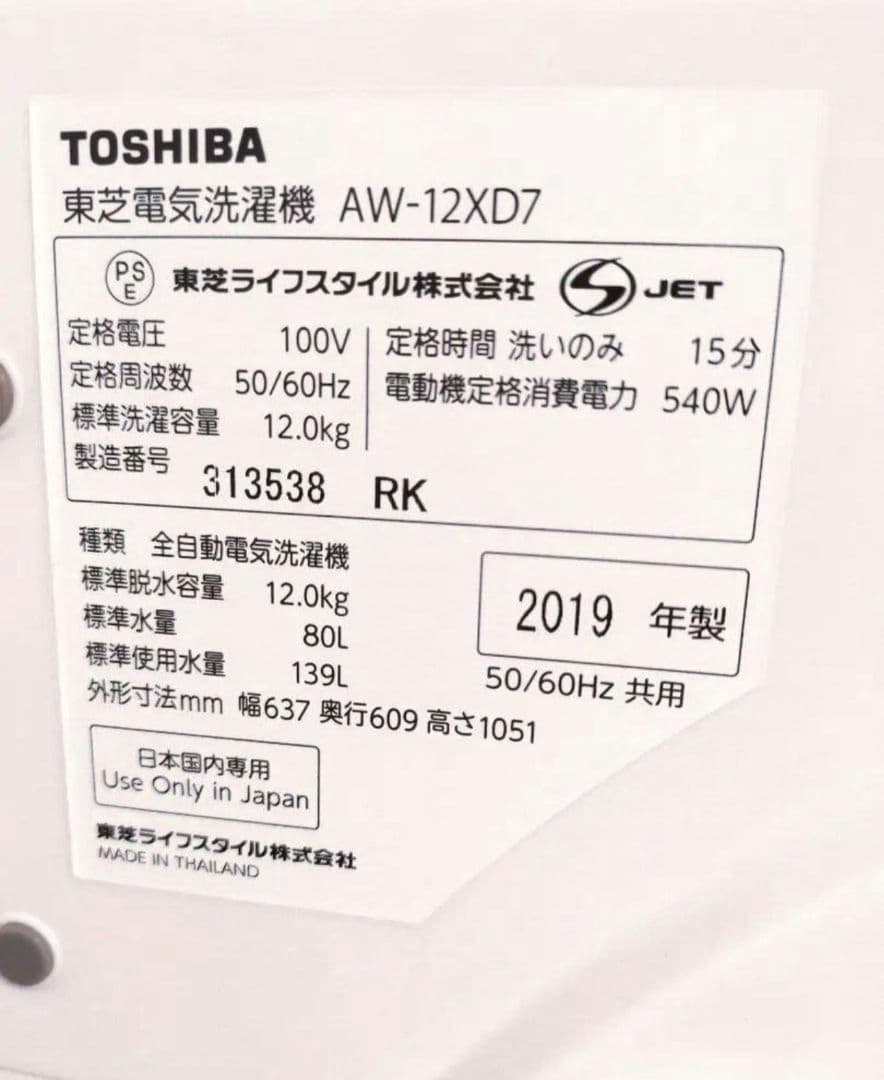 TOSHIBA
東芝電気洗濯機 AW-12XD7
PSE 東芝ライフスタイル株式会社 JET
定格電圧 100V
定格周波数 50/60Hz
標準洗濯容量 12.0kg
定格時間 洗いのみ 15分
電動機定格消費電力 540W
製造番号 313538 RK
種類 全自動電気洗濯機
標準脱水容量 12.0kg
標準水量 80L
標準使用水量 139L
外形寸法mm 幅637 奥行609 高さ1051
2019 年製
50/60Hz 共用
日本国内専用
Use Only in Japan
東芝ライフスタイル株式会社
MADE IN THAILAND